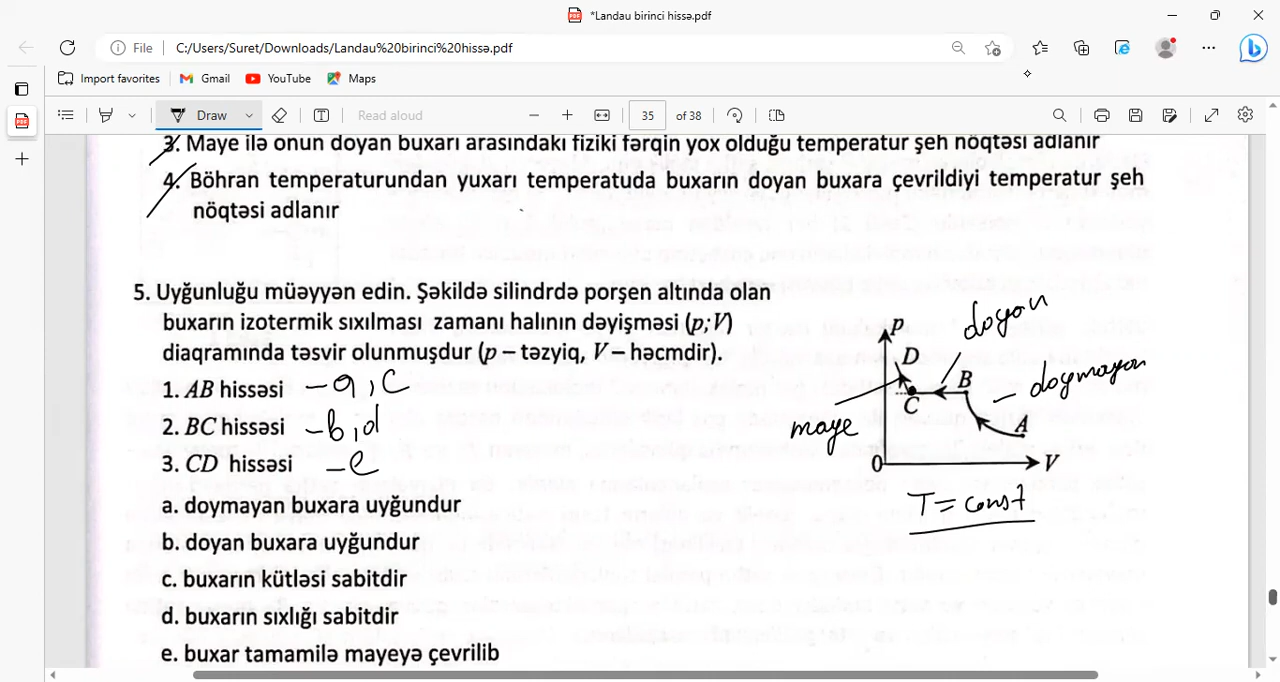 *Landau birinci hissə.pdf
File C:/Users/Suret/Downloads/Landau%20birinci%20hissə.pdf
Import favorites Gmail YouTube Maps
Draw Read aloud 35 of 38
3. Maye ilə onun doyan buxarı arasındakı fiziki fərqin yox olduğu temperatur şeh nöqtəsi adlanır
4. Böhran temperaturundan yuxarı temperatuda buxarın doyan buxara çevrildiyi temperatur şeh
nöqtəsi adlanır
5. Uyğunluğu müəyyən edin. Şəkildə silindrdə porşen altında olan
buxarın izotermik sıxılması zamanı halının dəyişməsi (p;V)
diaqramında təsvir olunmuşdur (p – təzyiq, V – həcmdir).
1. AB hissəsi – a, c
2. BC hissəsi – b, d
3. CD hissəsi – e
a. doymayan buxara uyğundur
b. doyan buxara uyğundur
c. buxarın kütləsi sabitdir
d. buxarın sıxlığı sabitdir
e. buxar tamamilə mayeyə çevrilib
doyan
p
D
B
– doymayan
C
maye
A
0
V
T = const